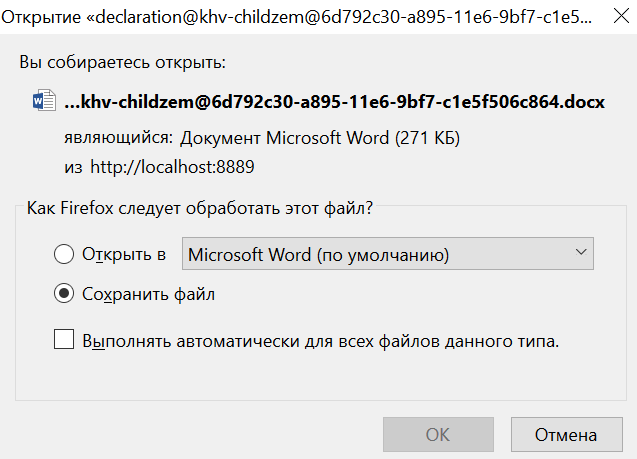 Открытие «declaration@khv-childzem@6d792c30-a895-11e6-9bf7-c1e5...
Вы собираетесь открыть:
...khv-childzem@6d792c30-a895-11e6-9bf7-c1e5f506c864.docx
являющийся: Документ Microsoft Word (271 КБ)
из http://localhost:8889
Как Firefox следует обработать этот файл?
Открыть в Microsoft Word (по умолчанию)
Сохранить файл
Выполнять автоматически для всех файлов данного типа.
OK Отмена